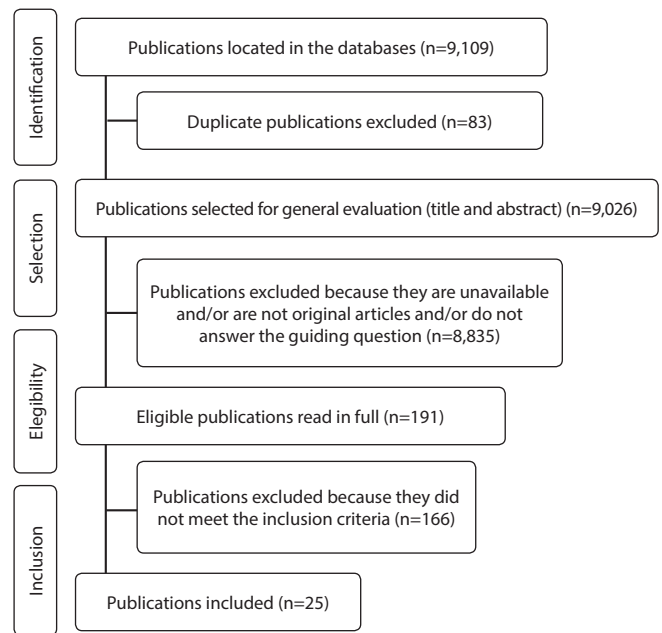 Identification
Publications located in the databases (n=9,109)
Duplicate publications excluded (n=83)
Selection
Publications selected for general evaluation (title and abstract) (n=9,026)
Publications excluded because they are unavailable
and/or are not original articles and/or do not
answer the guiding question (n=8,835)
Elegibility
Eligible publications read in full (n=191)
Publications excluded because they did
not meet the inclusion criteria (n=166)
Inclusion
Publications included (n=25)